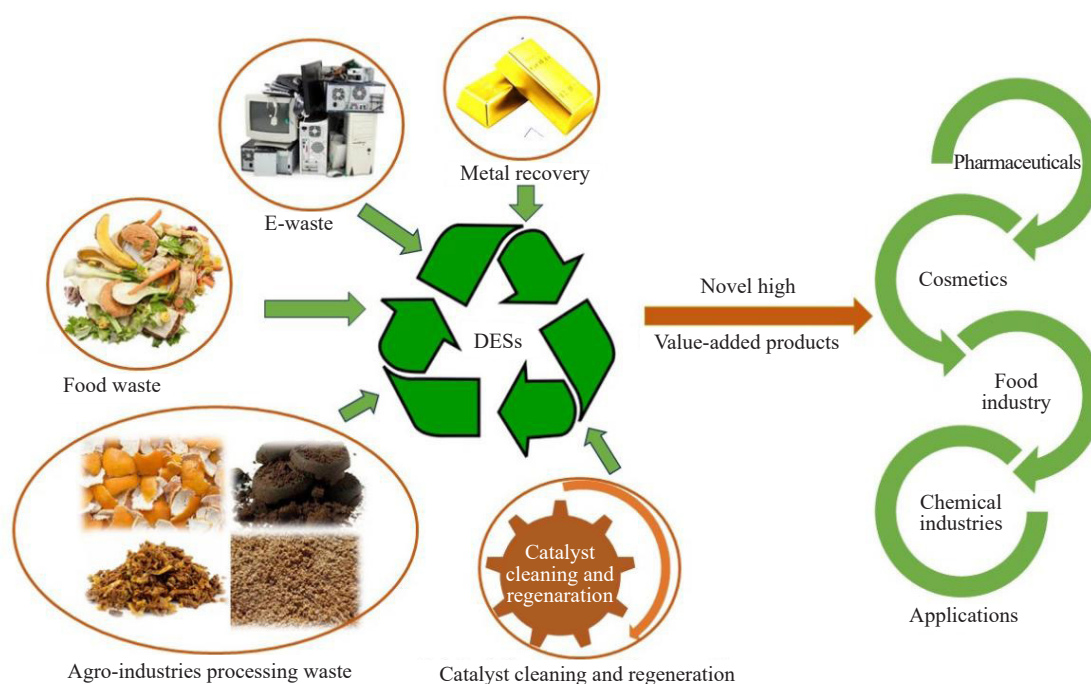 Metal recovery
E-waste
Food waste
Agro-industries processing waste
DESs
Catalyst
cleaning and
regenaration
Catalyst cleaning and regeneration
Novel high
Value-added products
Pharmaceuticals
Cosmetics
Food
industry
Chemical
industries
Applications